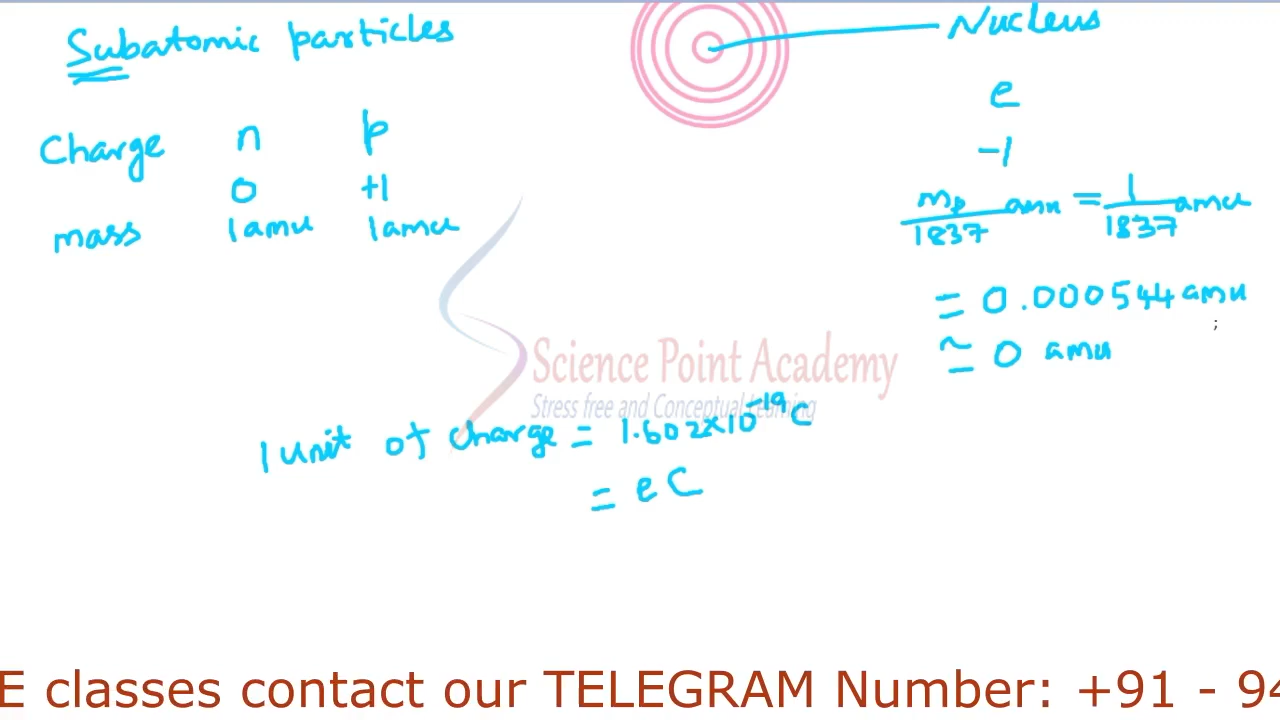 Subatomic particles
Nucleus
e
n p
Charge
-1
0 +1
mp/1837 amu = 1/1837 amu
mass 1amu 1amu
= 0.000544 amu
;
≃ 0 amu
Science Point Academy
Stress free and Conceptual Learning
1 unit of charge = 1.602×10⁻¹⁹ C
= e C
E classes contact our TELEGRAM Number: +91 - 94